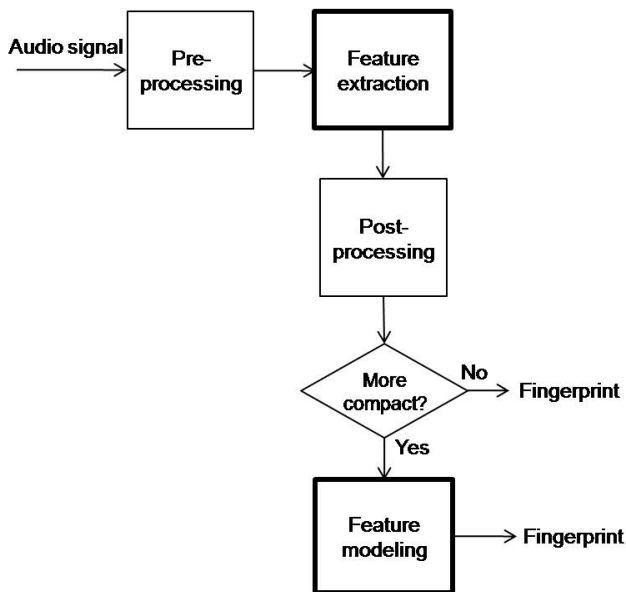 Audio signal
Pre-
processing
Feature
extraction
Post-
processing
More
compact?
No
Fingerprint
Yes
Feature
modeling
Fingerprint